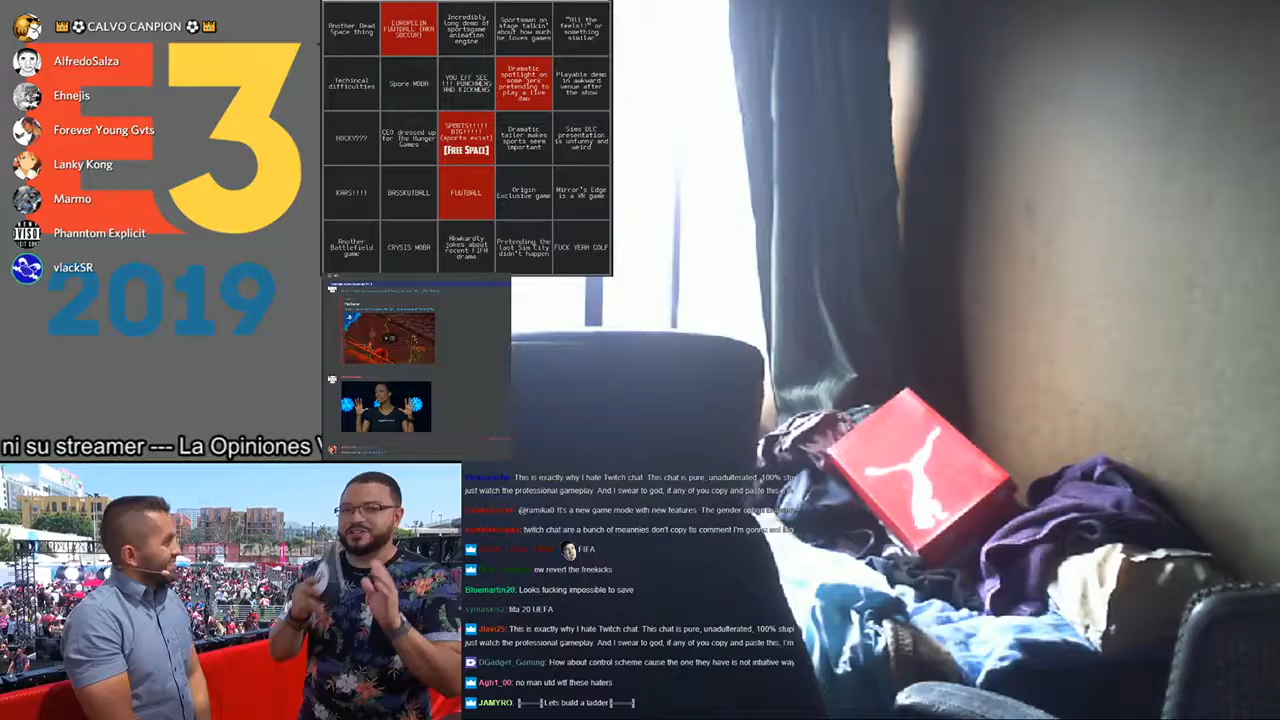 CALVO CANPION
AlfredoSalza
Ehnejis
Forever Young Gvts
Lanky Kong
Marmo
Phanntom Explicit
vlackSR
E3
2019
ni su streamer --- La Opiniones V
Another Dead
Space thing
EUROPEIN
FUUTBALL (AKA
SOCCUR)
Incredibly
long demo of
sportsgame
animation
engine
Sportsman on
stage talkin'
about how much
he loves games
"All the
feels!!" or
something
similar
Techincal
difficulties
Spore MOBA
YOU EFF SEE
!!! PUNCHMENS
AND KICKMENS
Dramatic
spotlight on
some jerk
pretending to
play a live
dmo
Playable demo
in awkward
venue after
the show
HOCKY???
CEO dressed up
for The Hunger
Games
SPORTS!!!!!
BIG!!!!!
(sports exist)
[FREE SPACE]
Dramatic
tailer makes
sports seem
important
Sims DLC
presentation
is unfunny and
weird
KARS!!!!
BASSKUTBALL
FUUTBALL
Origin
Exclusive game
Mirror's Edge
is a VR game
Another
Battlefield
game
CRYSIS MOBA
Awkwardly
jokes about
recent FIFA
drama
Pretending the
last Sim City
didn't happen
FUCK YEAH GOLF
This is exactly why I hate Twitch chat. This chat is pure, unadulterated, 100% stu
just watch the professional gameplay. And I swear to god, if any of you copy and paste this
@ramika0 It's a new game mode with new features. The gender
twitch chat are a bunch of meannies don't copy tis comment I'm gonna
FIFA
ew revert the freekicks
Bluemartin20: Looks fucking impossible to save
fifa 20 UEFA
Jlavi25: This is exactly why I hate Twitch chat. This chat is pure, unadulterated, 100% stupi
just watch the professional gameplay. And I swear to god, if any of you copy and paste this, I'm
DGadget_Gaming: How about control scheme cause the one they have is not intuitive way
Agh1_00: no man utd wtf these haters
JAMYRO: Lets build a ladder